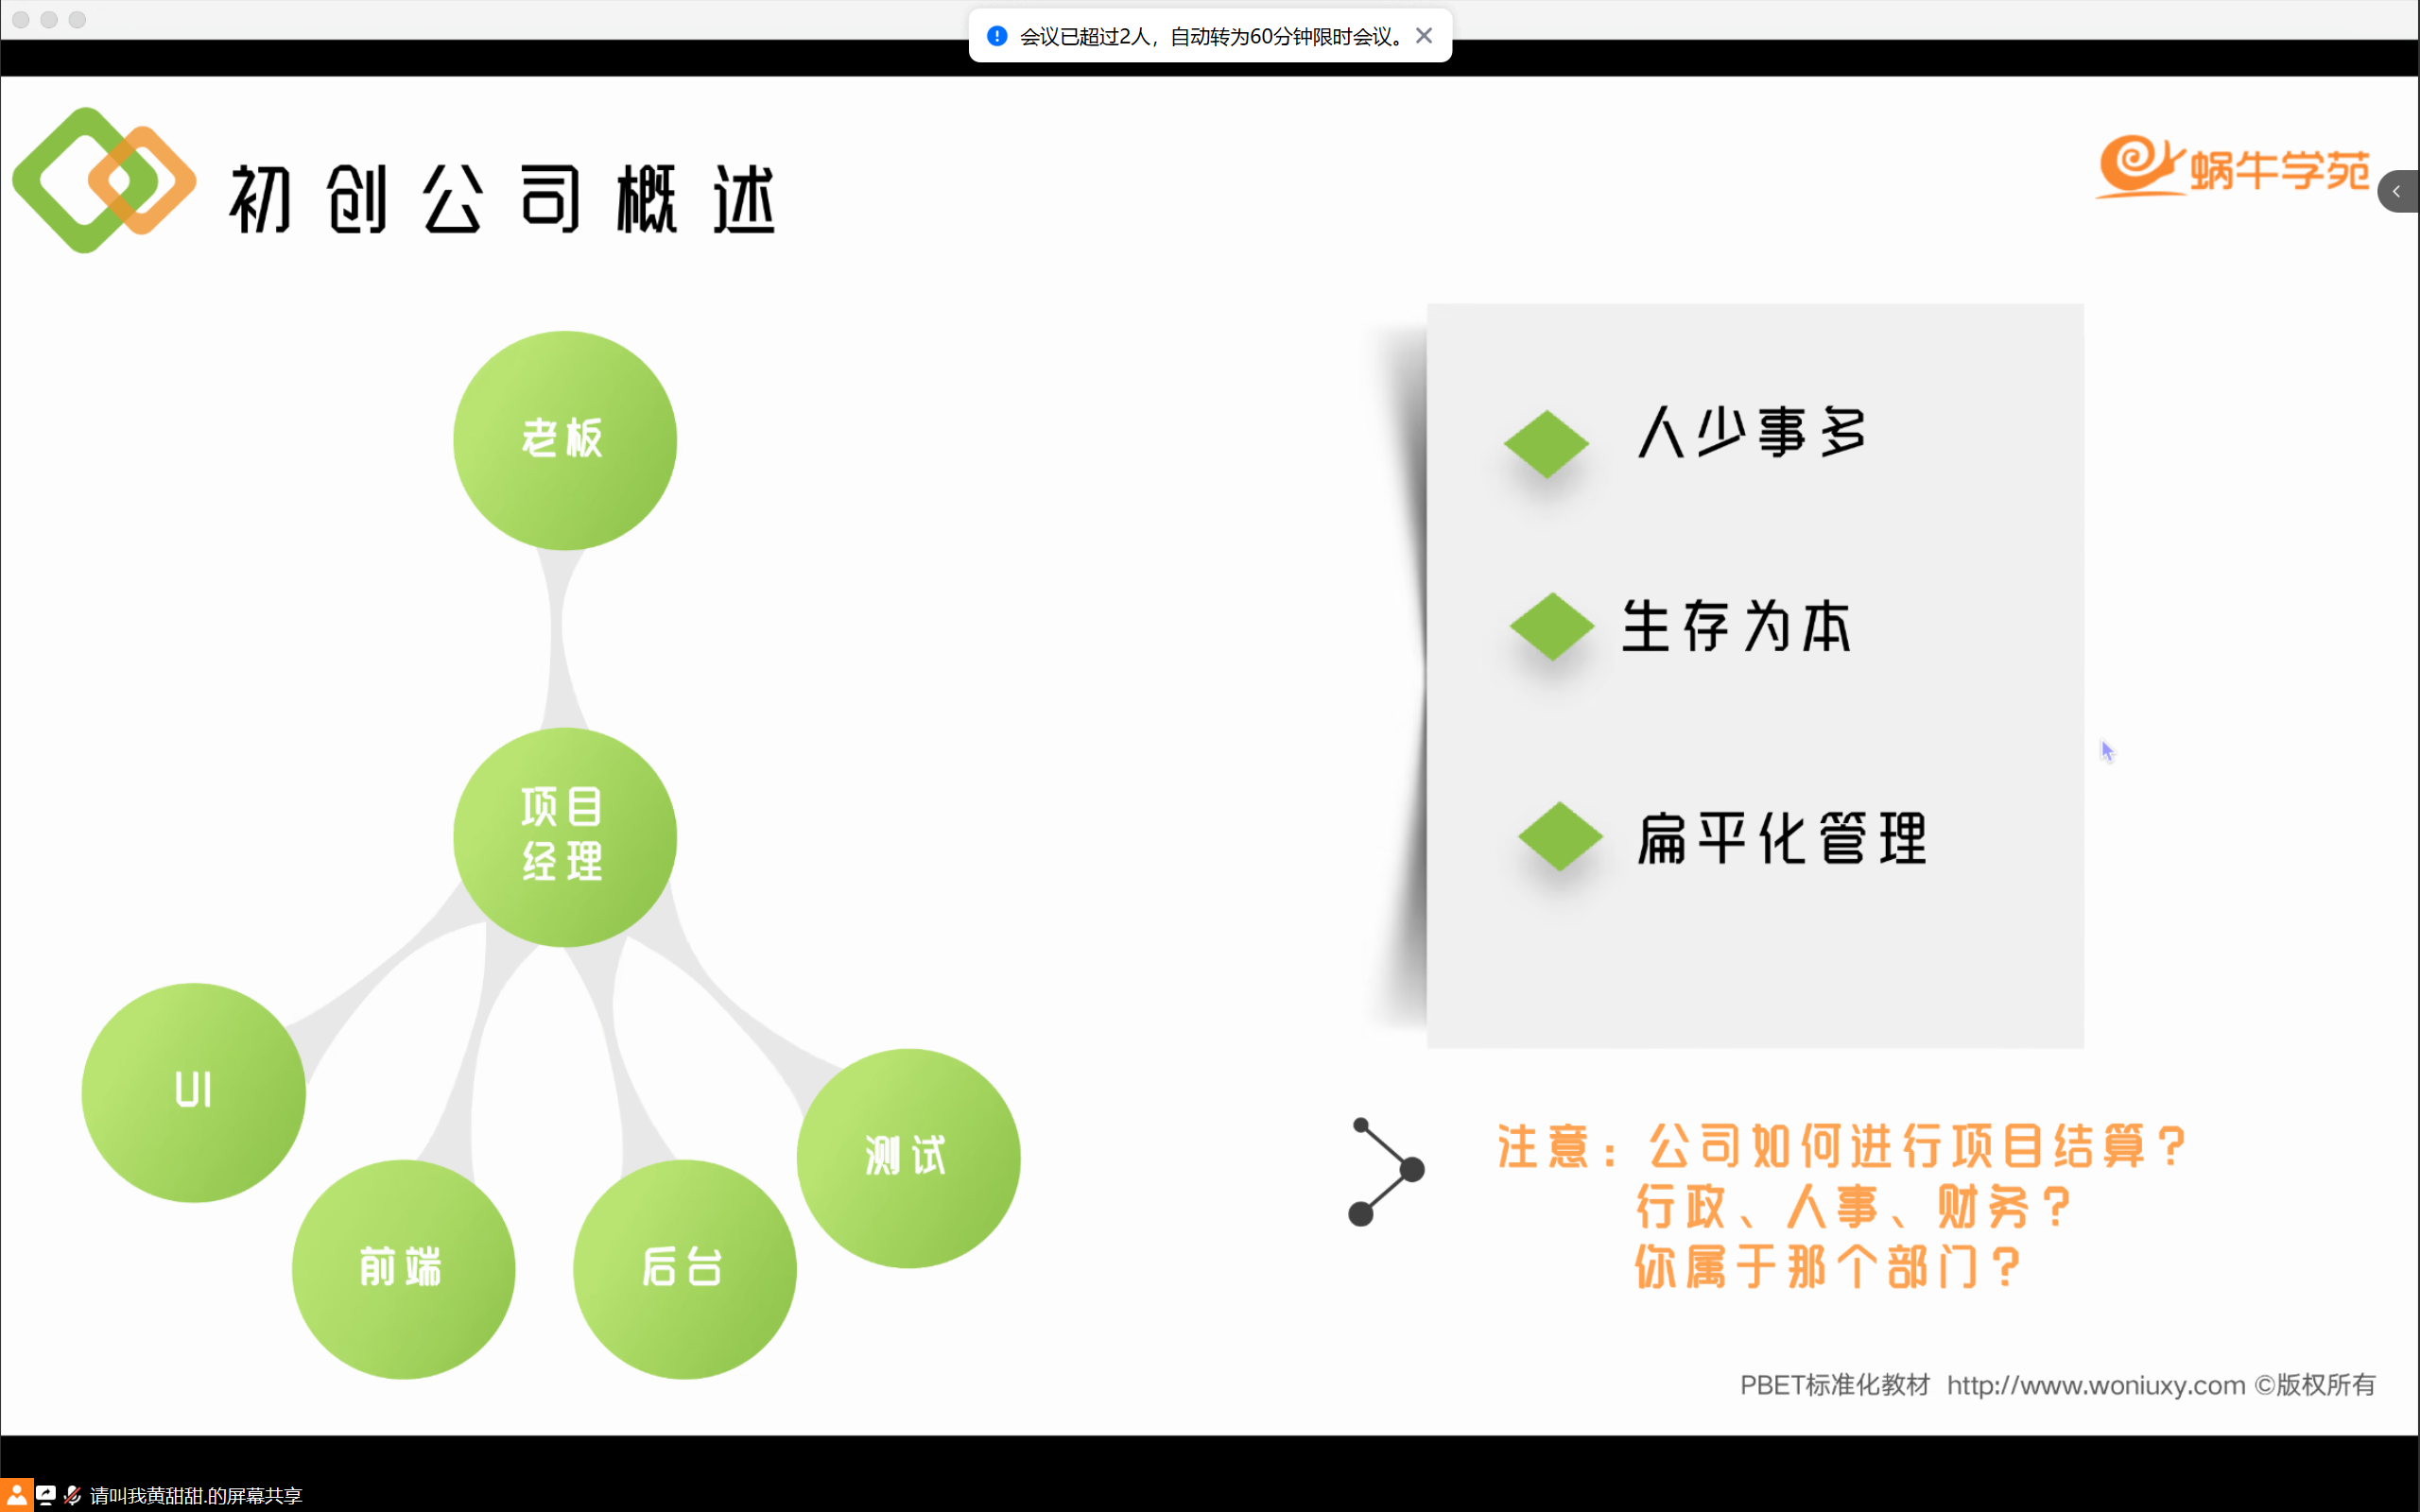 会议已超过2人，自动转为60分钟限时会议。
初创公司概述
蜗牛学苑
老板
项目
经理
UI
前端
后台
测试
人少事多
生存为本
扁平化管理
注意：公司如何进行项目结算？
行政、人事、财务？
你属于那个部门？
PBET标准化教材 http://www.woniuxy.com ©版权所有
请叫我黄甜甜.的屏幕共享